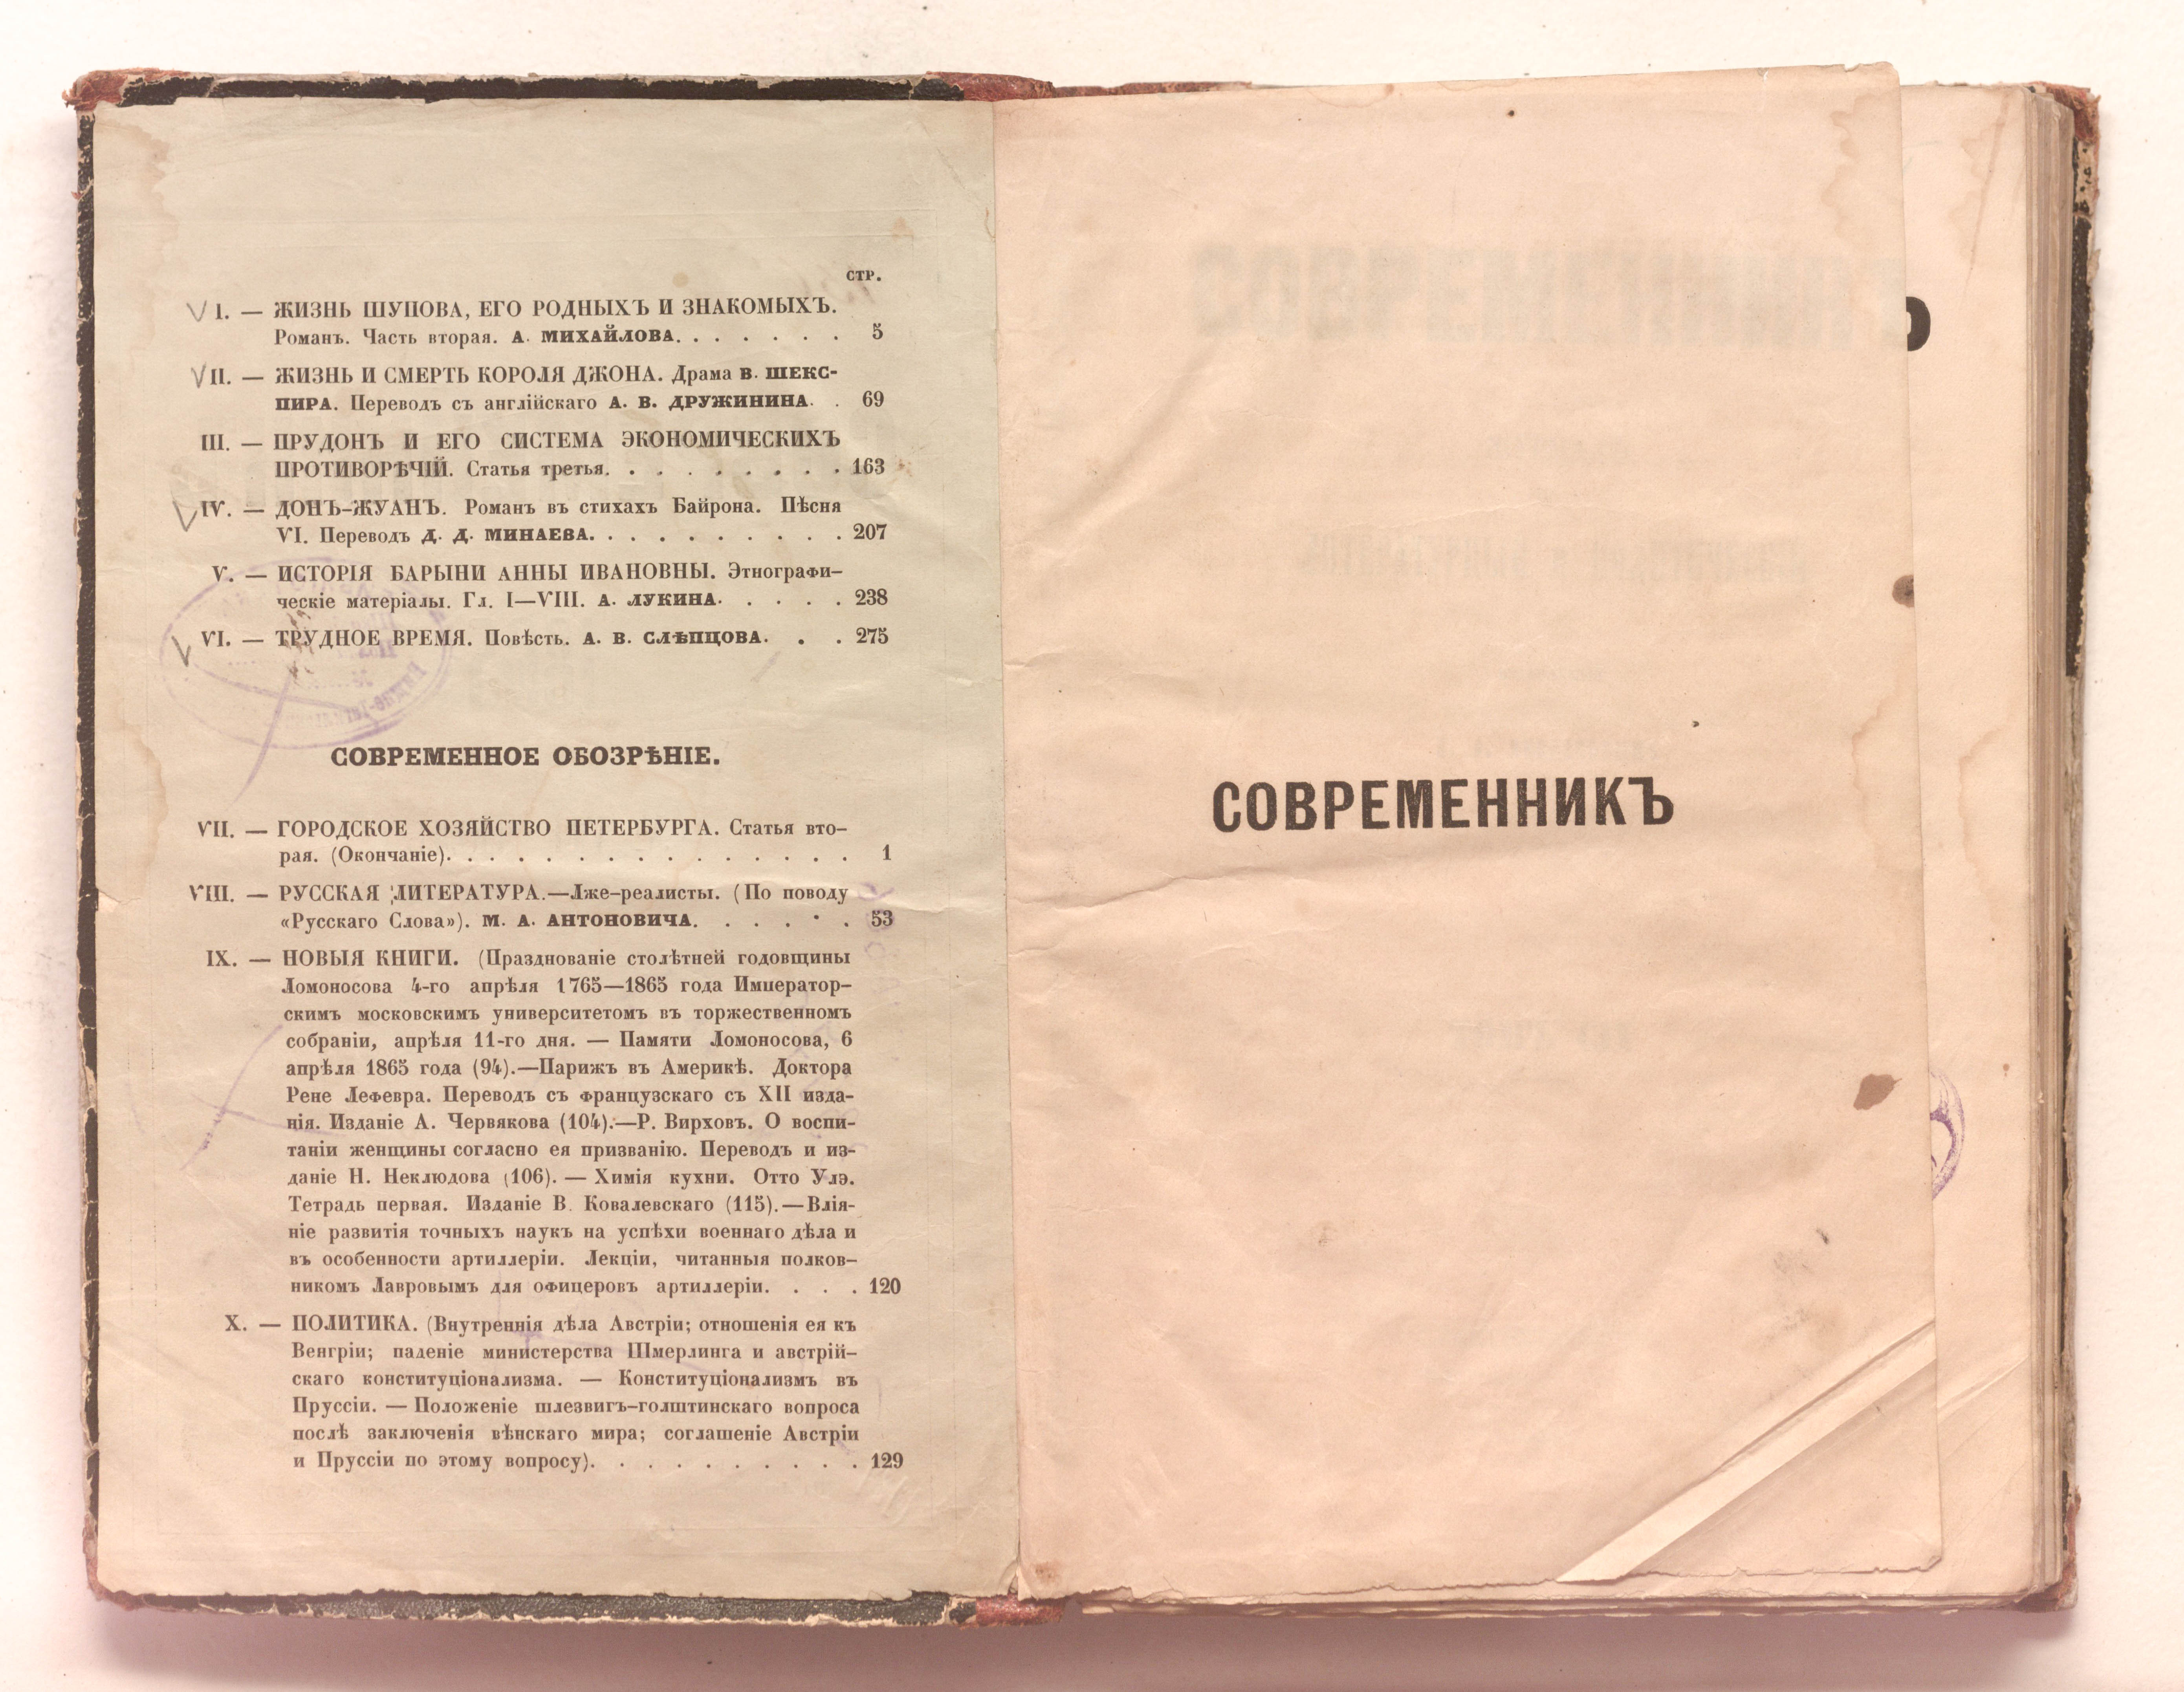 СТР.
I. — ЖИЗНЬ ШУПОВА, ЕГО РОДНЫХЪ И ЗНАКОМЫХЪ.
Романъ. Часть вторая. А. МИХАЙЛОВА. . . . . . . 5
II. — ЖИЗНЬ И СМЕРТЬ КОРОЛЯ ДЖОНА. Драма В. ШЕКС-
ПИРА. Переводъ съ англійскаго А. В. ДРУЖИНИНА. . 69
III. — ПРУДОНЪ И ЕГО СИСТЕМА ЭКОНОМИЧЕСКИХЪ
ПРОТИВОРѢЧІЙ. Статья третья. . . . . . . . . 163
IV. — ДОНЪ-ЖУАНЪ. Романъ въ стихахъ Байрона. Пѣсня
VI. Переводъ Д. Д. МИНАЕВА. . . . . . . . . . 207
V. — ИСТОРІЯ БАРЫНИ АННЫ ИВАНОВНЫ. Этнографи-
ческіе матеріалы. Гл. I—VIII. А. ЛУКИНА. . . . . 238
VI. — ТРУДНОЕ ВРЕМЯ. Повѣсть. А. В. СЛѢПЦОВА. . . 275
СОВРЕМЕННОЕ ОБОЗРѢНІЕ.
VII. — ГОРОДСКОЕ ХОЗЯЙСТВО ПЕТЕРБУРГА. Статья вто-
рая. (Окончаніе). . . . . . . . . . . . . . . 1
VIII. — РУССКАЯ ЛИТЕРАТУРА.—Лже-реалисты. (По поводу
«Русскаго Слова»). М. А. АНТОНОВИЧА. . . . . . 53
IX. — НОВЫЯ КНИГИ. (Празднованіе столѣтней годовщины
Ломоносова 4-го апрѣля 1765—1865 года Император-
скимъ московскимъ университетомъ въ торжественномъ
собраніи, апрѣля 11-го дня. — Памяти Ломоносова, 6
апрѣля 1865 года (94).—Парижъ въ Америкѣ. Доктора
Рене Лефевра. Переводъ съ французскаго съ XII изда-
нія. Изданіе А. Червякова (104).—Р. Вирховъ. О воспи-
таніи женщины согласно ея призванію. Переводъ и из-
даніе Н. Неклюдова (106). — Химія кухни. Отто Улэ.
Тетрадь первая. Изданіе В. Ковалевскаго (115).—Влія-
ніе развитія точныхъ наукъ на успѣхи военнаго дѣла и
въ особенности артиллеріи. Лекціи, читанныя полков-
никомъ Лавровымъ для офицеровъ артиллеріи. . . . 120
X. — ПОЛИТИКА. (Внутреннія дѣла Австріи; отношенія ея къ
Венгріи; паденіе министерства Шмерлинга и австрій-
скаго конституціонализма. — Конституціонализмъ въ
Пруссіи. — Положеніе шлезвигъ-голштинскаго вопроса
послѣ заключенія вѣнскаго мира; соглашеніе Австріи
и Пруссіи по этому вопросу). . . . . . . . . . 129
СОВРЕМЕННИКЪ